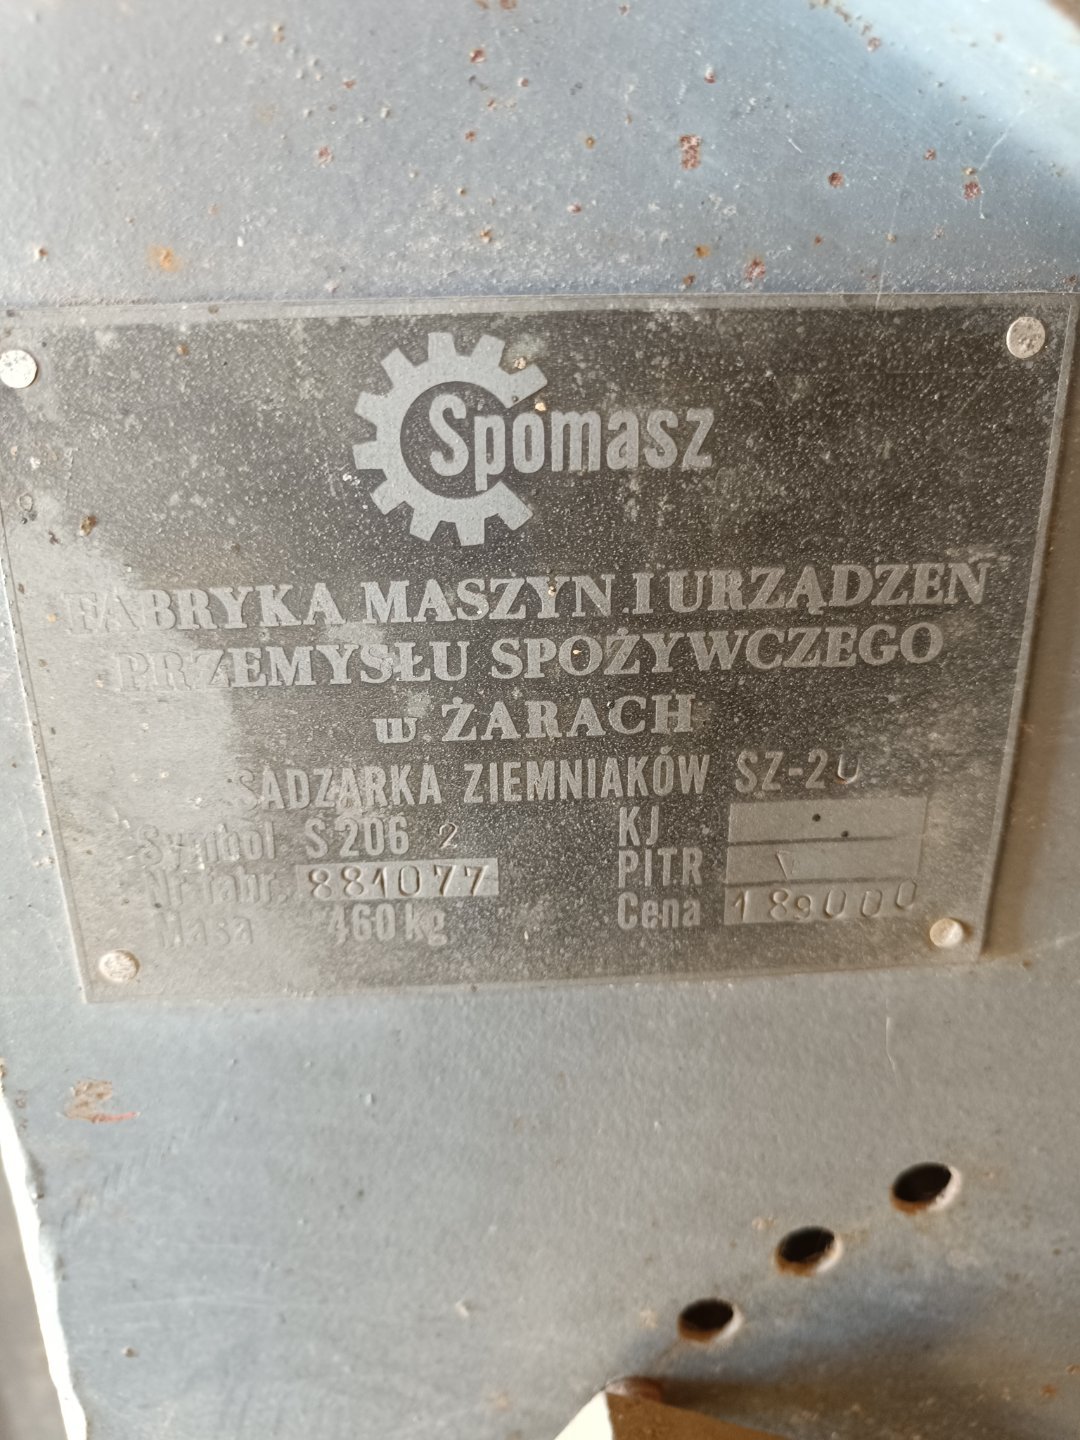 Spomasz
FABRYKA MASZYN I URZĄDZEŃ
PRZEMYSŁU SPOŻYWCZEGO
w ŻARACH
SADZARKA ZIEMNIAKÓW SZ-2U
Symbol S 206 2 KJ
Nr fabr. 881077 PITR V
Masa 460 kg Cena 189000